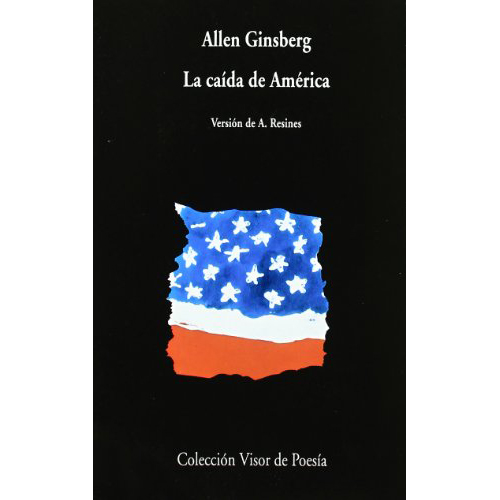 Allen Ginsberg
La caída de América
Versión de A. Resines
Colección Visor de Poesía